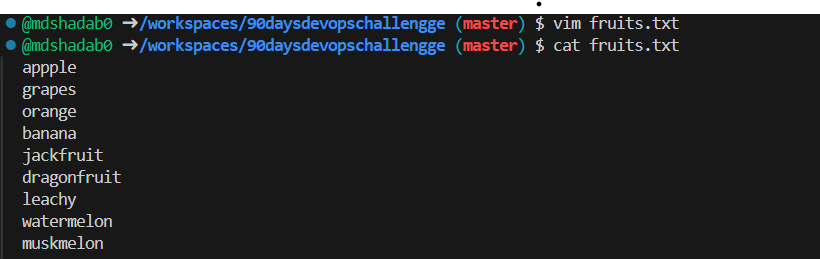 @mdshadab0 ➜/workspaces/90daysdevopschallengge (master) $ vim fruits.txt
@mdshadab0 ➜/workspaces/90daysdevopschallengge (master) $ cat fruits.txt
appple
grapes
orange
banana
jackfruit
dragonfruit
leachy
watermelon
muskmelon